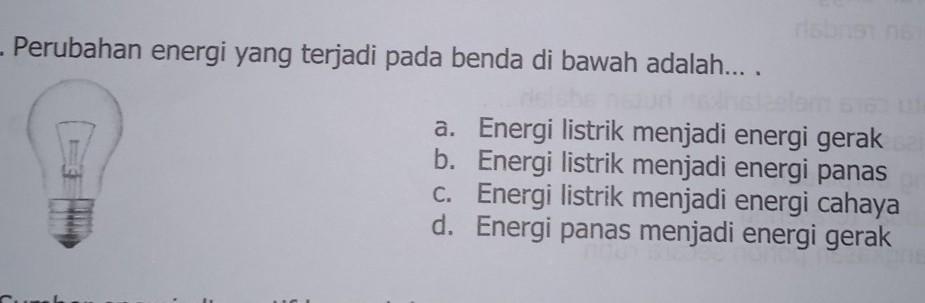 . Perubahan energi yang terjadi pada benda di bawah adalah... .
a. Energi listrik menjadi energi gerak
b. Energi listrik menjadi energi panas
c. Energi listrik menjadi energi cahaya
d. Energi panas menjadi energi gerak